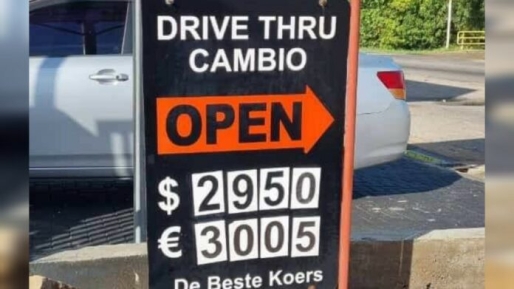 DRIVE THRU
CAMBIO
OPEN
$ 2950
€ 3005
De Beste Koers